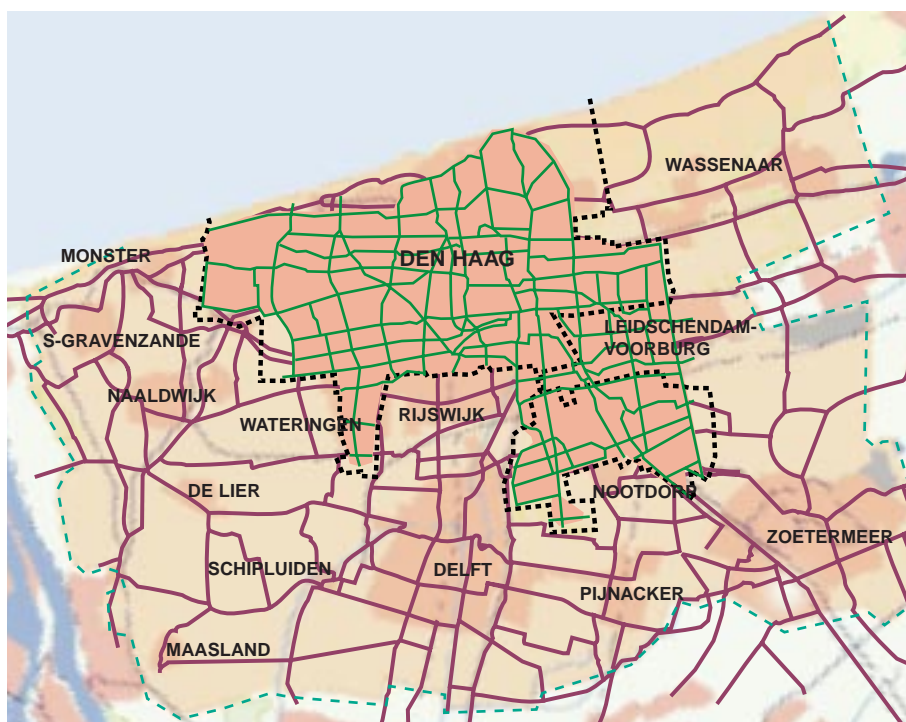 WASSENAAR
MONSTER
DEN HAAG
S-GRAVENZANDE
LEIDSCHENDAM-
VOORBURG
NAALDWIJK
WATERINGEN
RIJSWIJK
DE LIER
NOOTDORP
ZOETERMEER
SCHIPLUIDEN
DELFT
PIJNACKER
MAASLAND